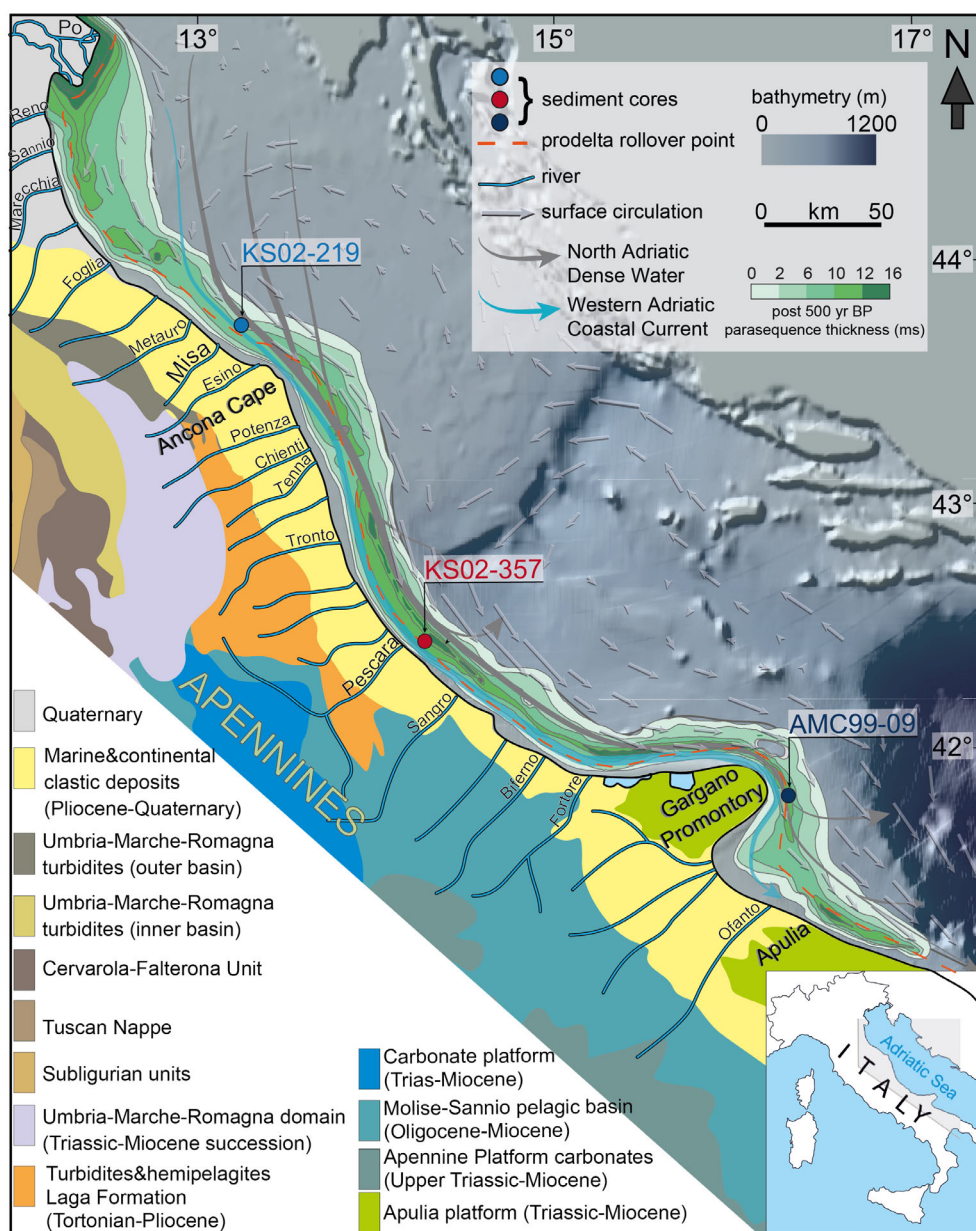 Po
13°
15°
17°
N
sediment cores
bathymetry (m)
0 1200
prodelta rollover point
river
surface circulation
0 km 50
North Adriatic
Dense Water
Western Adriatic
Coastal Current
0 2 6 10 12 16
post 500 yr BP
parasequence thickness (ms)
Reno
Sannio
Marecchia
Foglia
Metauro
Misa
Esino
Ancona Cape
Potenza
Chienti
Tenna
Tronto
Pescara
Sangro
Biferno
Fortore
Ofanto
KS02-219
KS02-357
AMC99-09
44°
43°
42°
APENNINES
Gargano
Promontory
Apulia
Quaternary
Marine&continental
clastic deposits
(Pliocene-Quaternary)
Umbria-Marche-Romagna
turbidites (outer basin)
Umbria-Marche-Romagna
turbidites (inner basin)
Cervarola-Falterona Unit
Tuscan Nappe
Subligurian units
Umbria-Marche-Romagna domain
(Triassic-Miocene succession)
Turbidites&hemipelagites
Laga Formation
(Tortonian-Pliocene)
Carbonate platform
(Trias-Miocene)
Molise-Sannio pelagic basin
(Oligocene-Miocene)
Apennine Platform carbonates
(Upper Triassic-Miocene)
Apulia platform (Triassic-Miocene)
Adriatic Sea
ITALY